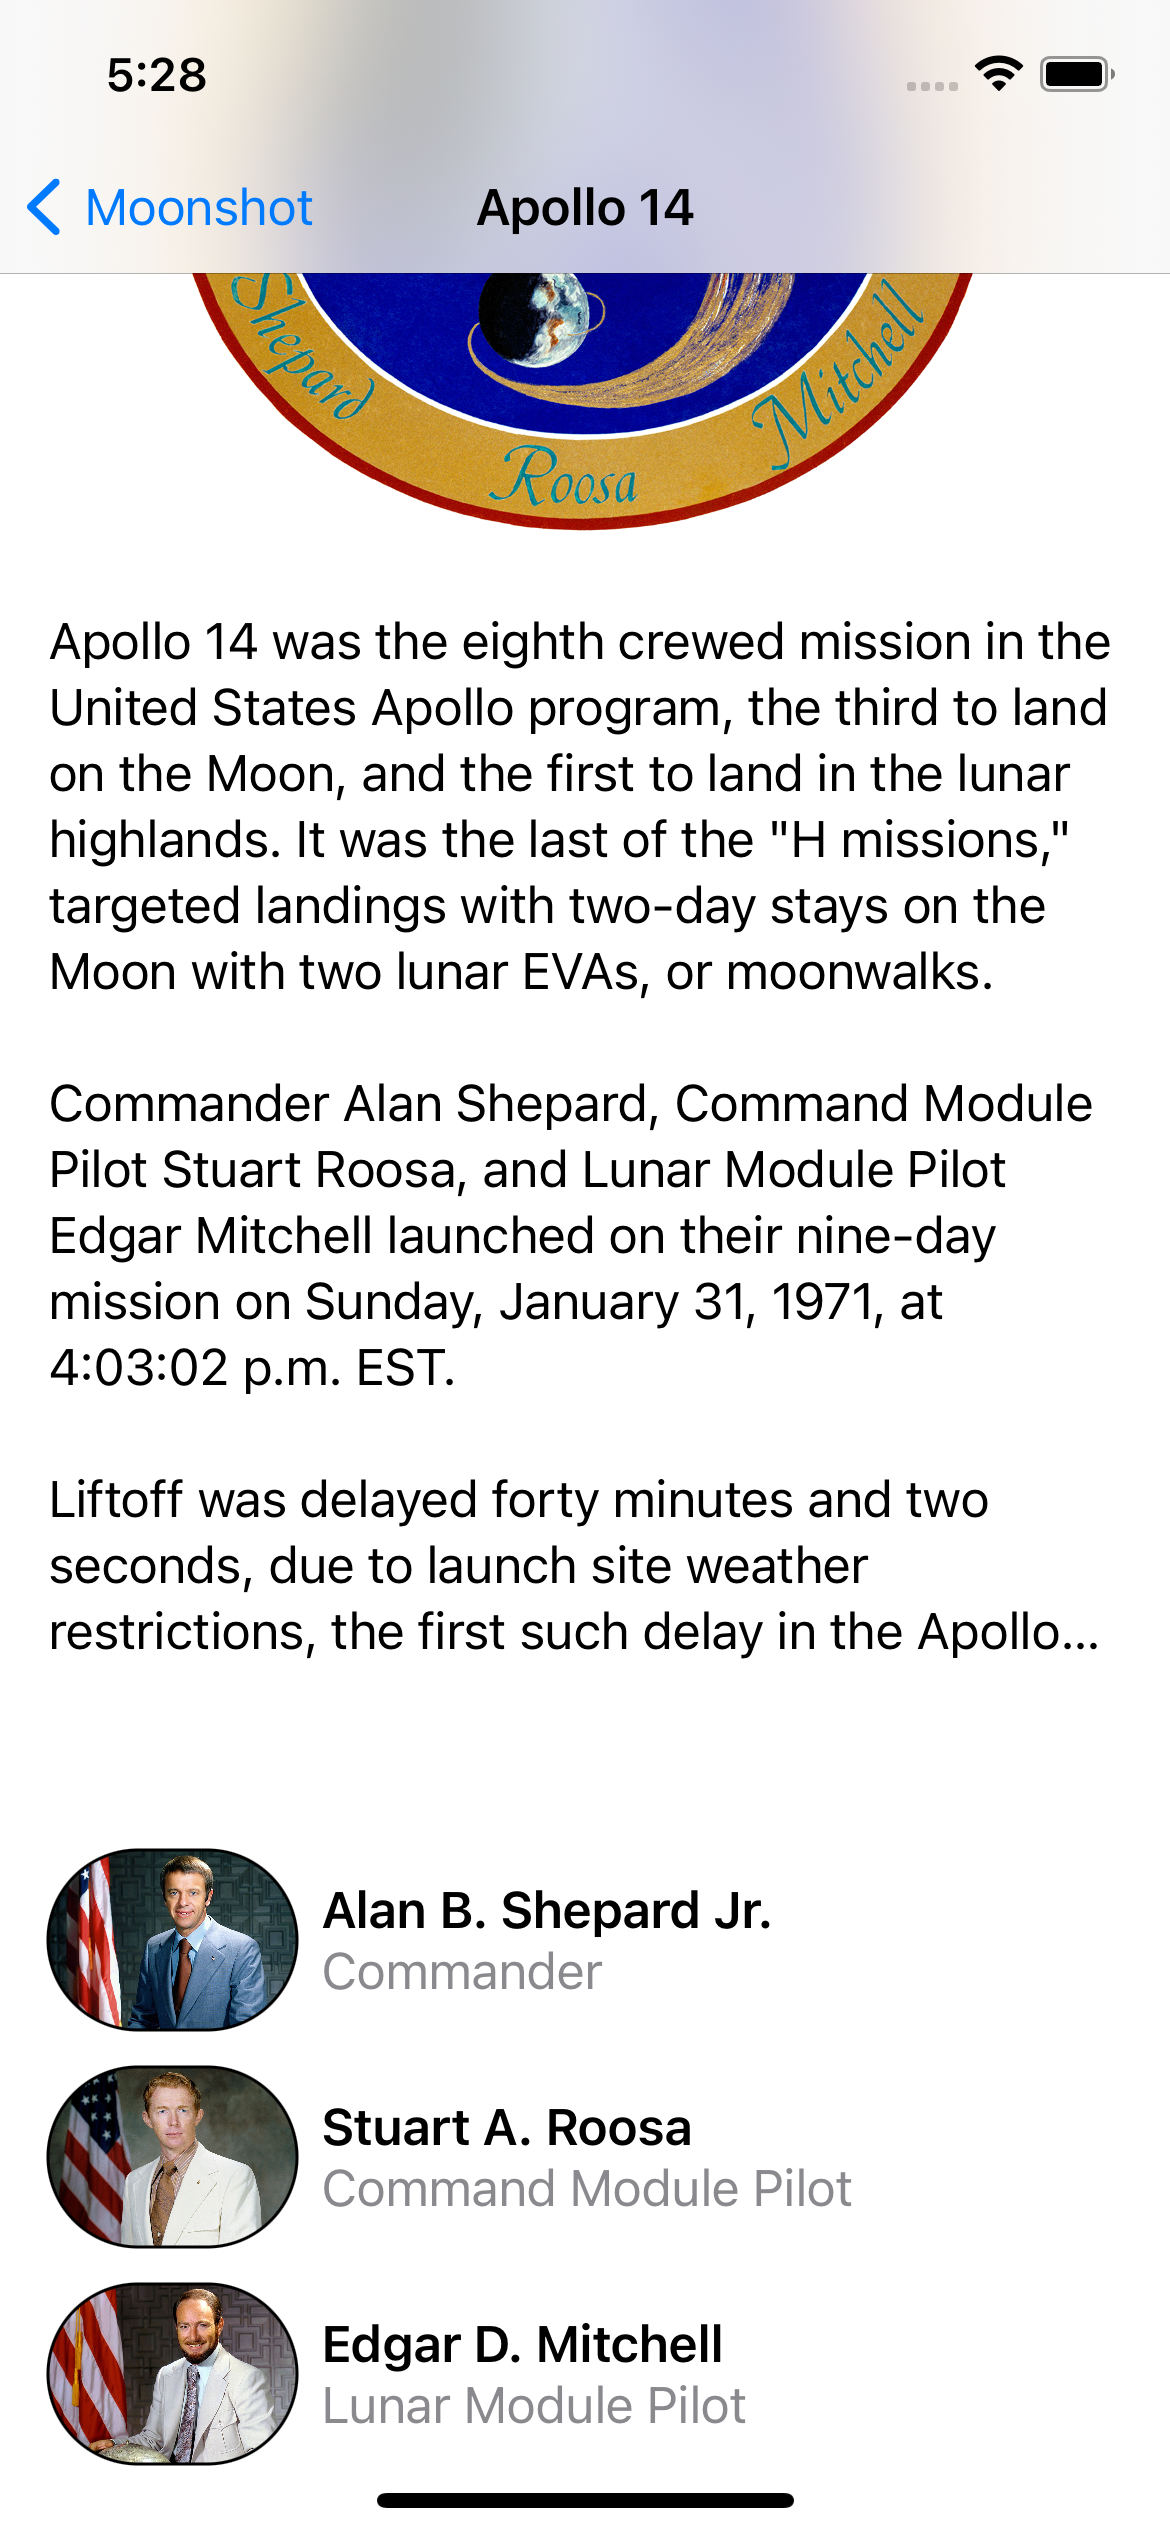 5:28
Moonshot
Apollo 14
Shepard
Roosa
Mitchell
Apollo 14 was the eighth crewed mission in the
United States Apollo program, the third to land
on the Moon, and the first to land in the lunar
highlands. It was the last of the "H missions,"
targeted landings with two-day stays on the
Moon with two lunar EVAs, or moonwalks.
Commander Alan Shepard, Command Module
Pilot Stuart Roosa, and Lunar Module Pilot
Edgar Mitchell launched on their nine-day
mission on Sunday, January 31, 1971, at
4:03:02 p.m. EST.
Liftoff was delayed forty minutes and two
seconds, due to launch site weather
restrictions, the first such delay in the Apollo...
Alan B. Shepard Jr.
Commander
Stuart A. Roosa
Command Module Pilot
Edgar D. Mitchell
Lunar Module Pilot